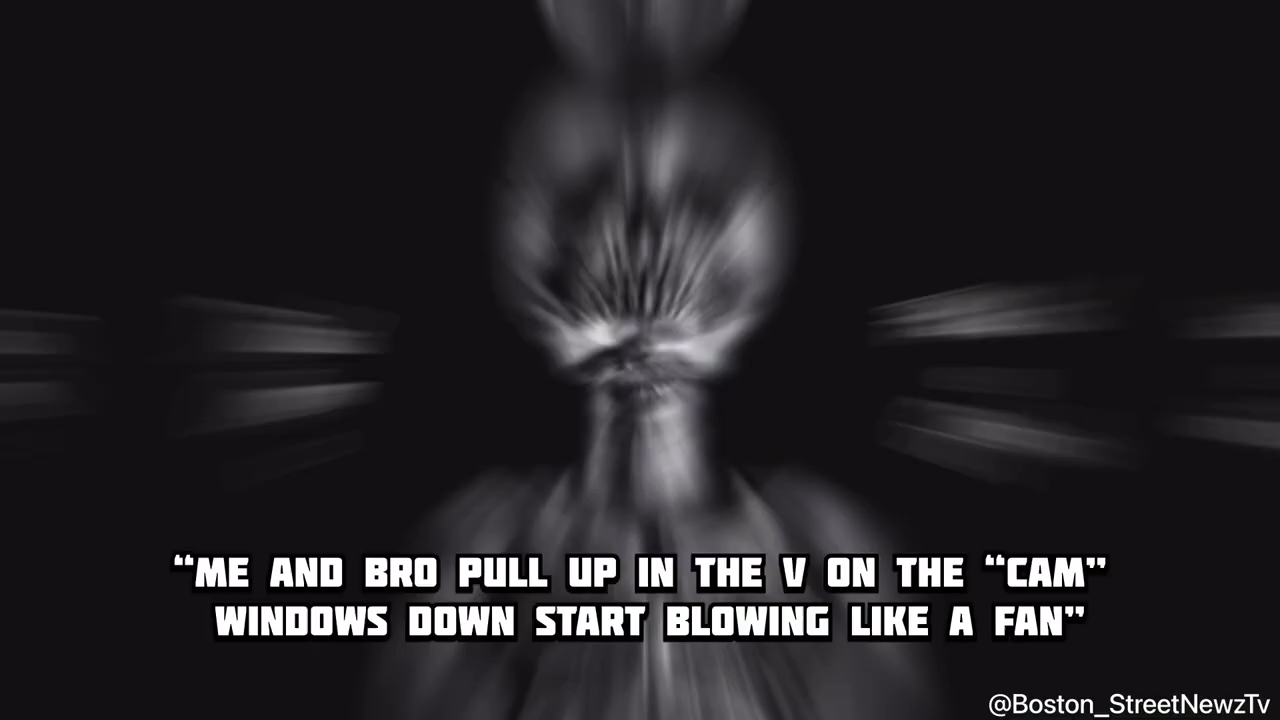 “ME AND BRO PULL UP IN THE V ON THE “CAM”
WINDOWS DOWN START BLOWING LIKE A FAN”
@Boston_StreetNewzTv